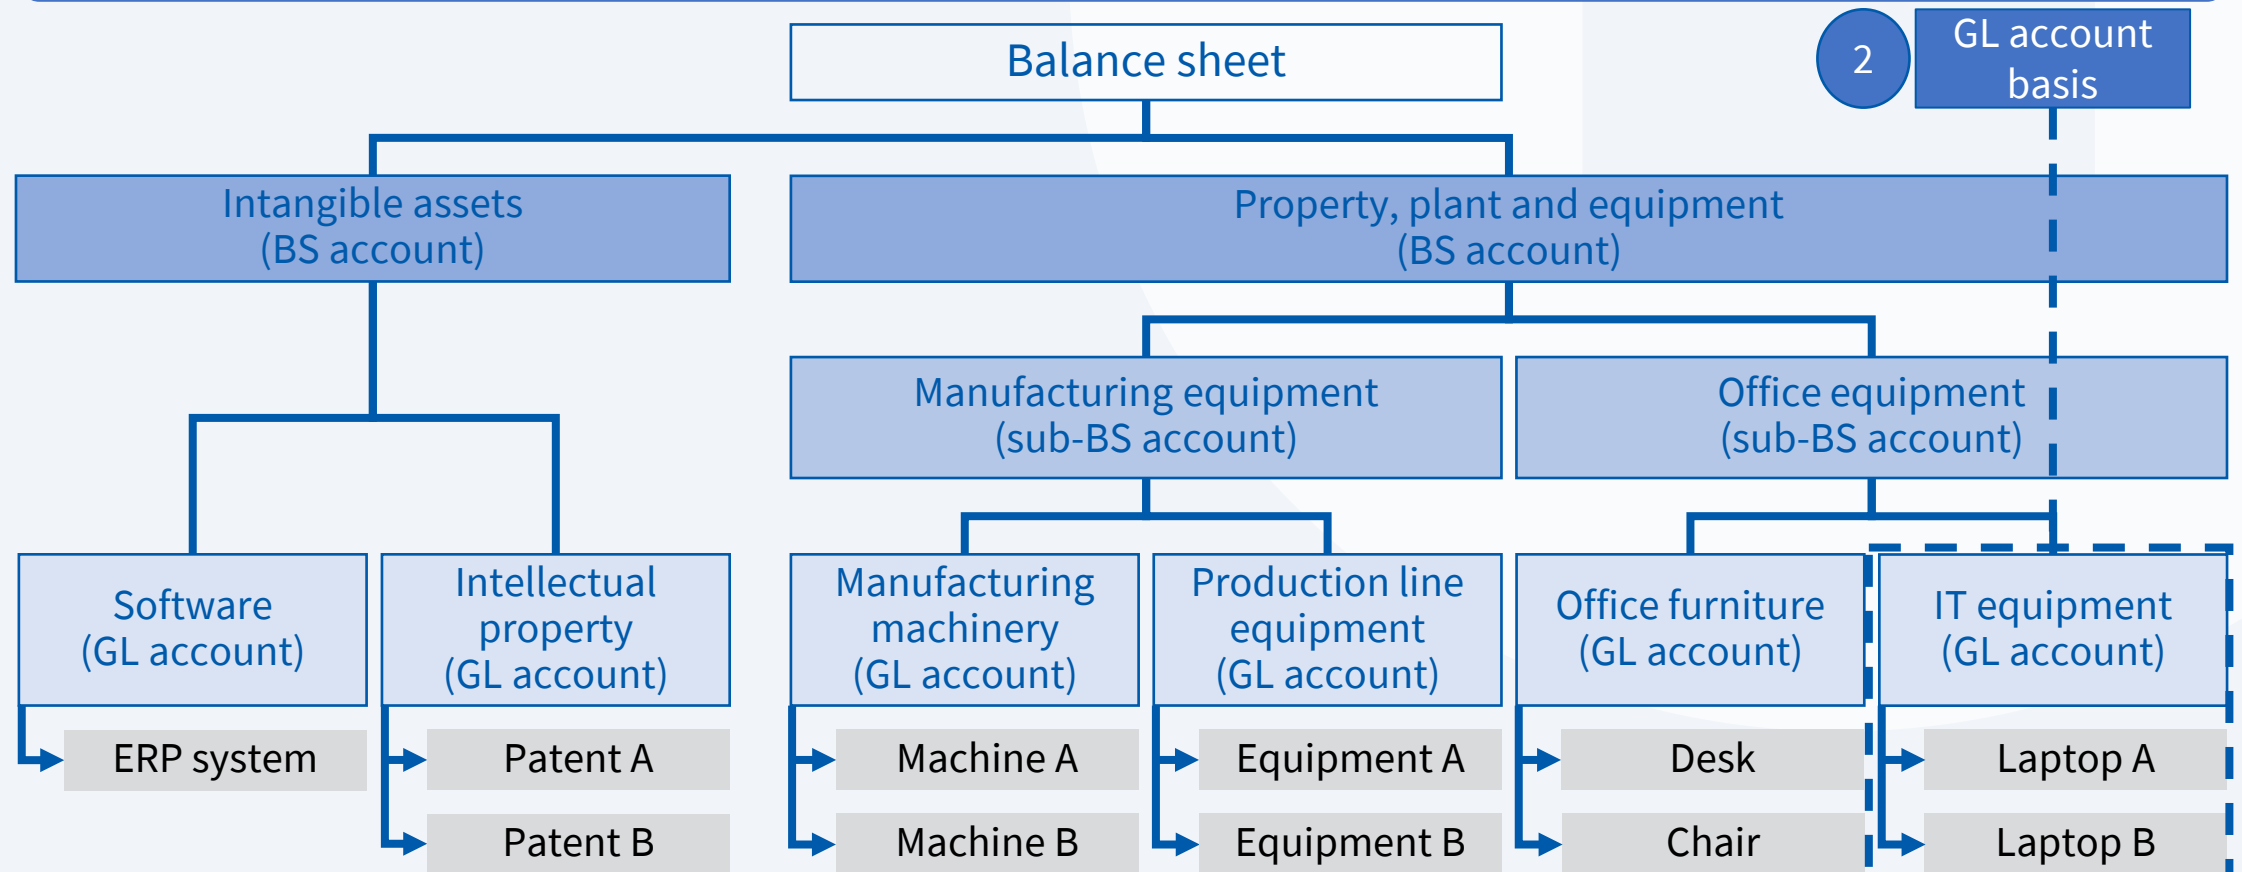 Balance sheet
2
GL account
basis
Intangible assets
(BS account)
Property, plant and equipment
(BS account)
Manufacturing equipment
(sub-BS account)
Office equipment
(sub-BS account)
Software
(GL account)
Intellectual
property
(GL account)
Manufacturing
machinery
(GL account)
Production line
equipment
(GL account)
Office furniture
(GL account)
IT equipment
(GL account)
ERP system
Patent A
Machine A
Equipment A
Desk
Laptop A
Patent B
Machine B
Equipment B
Chair
Laptop B